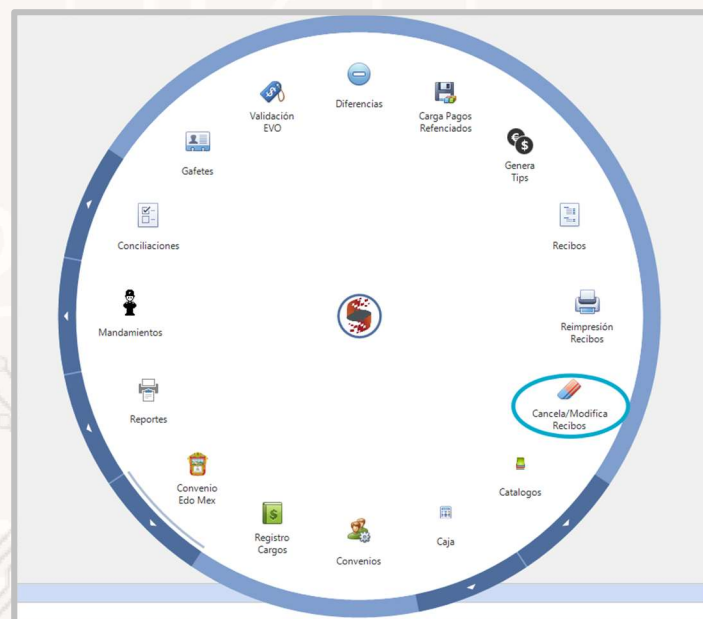 Diferencias
Validación
EVO
Carga Pagos
Refenciados
Gafetes
Genera
Tips
Conciliaciones
Recibos
Mandamientos
Reimpresión
Recibos
Reportes
Cancela/Modifica
Recibos
Convenio
Edo Mex
Catalogos
Registro
Cargos
Convenios
Caja